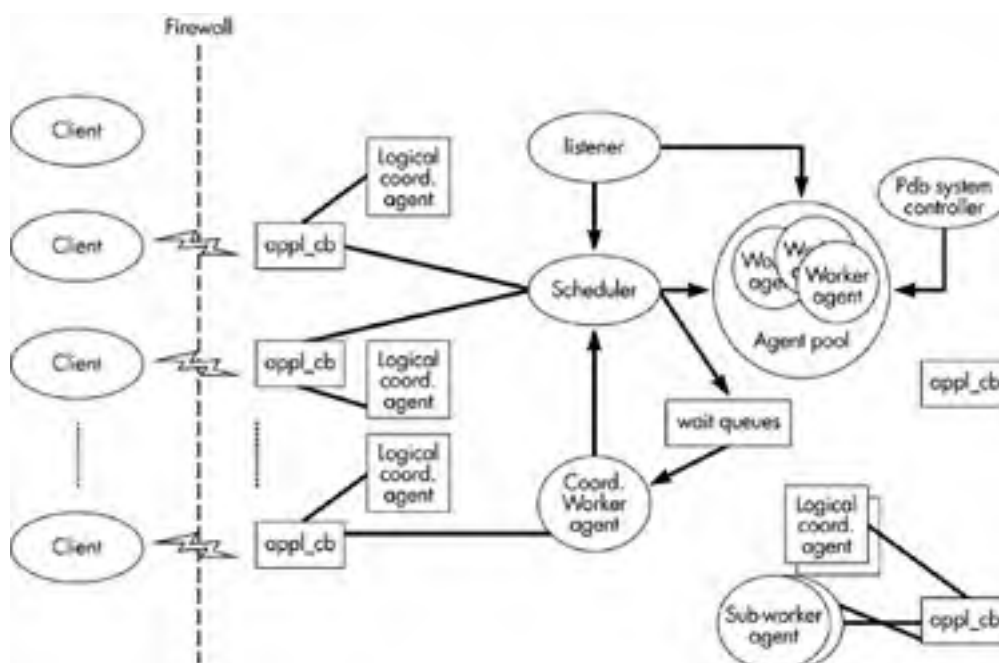 Firewall
Client
Client
Client
Client
appl_cb
Logical
coord.
agent
appl_cb
Logical
coord.
agent
Logical
coord.
agent
appl_cb
listener
Scheduler
Coord.
Worker
agent
wait queues
Worker
agent
Agent pool
Pdb system
controller
appl_cb
Logical
coord.
agent
Sub-worker
agent
appl_cb